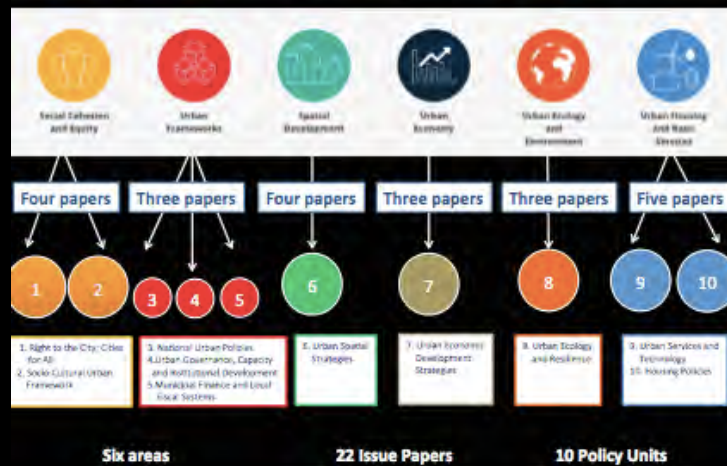 Social Cohesion
and Equity
Urban
Frameworks
Spatial
Development
Urban
Economy
Urban Ecology
and
Environment
Urban Housing
and Basic
Services
Four papers
Three papers
Four papers
Three papers
Three papers
Five papers
1
2
3
4
5
6
7
8
9
10
1. Right to the City; Cities
for All
2. Socio-Cultural Urban
Framework
3. National Urban Policies
4.Urban Governance, Capacity
and Institutional Development
5.Municipal Finance and Local
Fiscal Systems
6. Urban Spatial
Strategies
7. Urban Economic
Development
Strategies
8. Urban Ecology
and Resilience
9. Urban Services and
Technology
10. Housing Policies
Six areas
22 Issue Papers
10 Policy Units